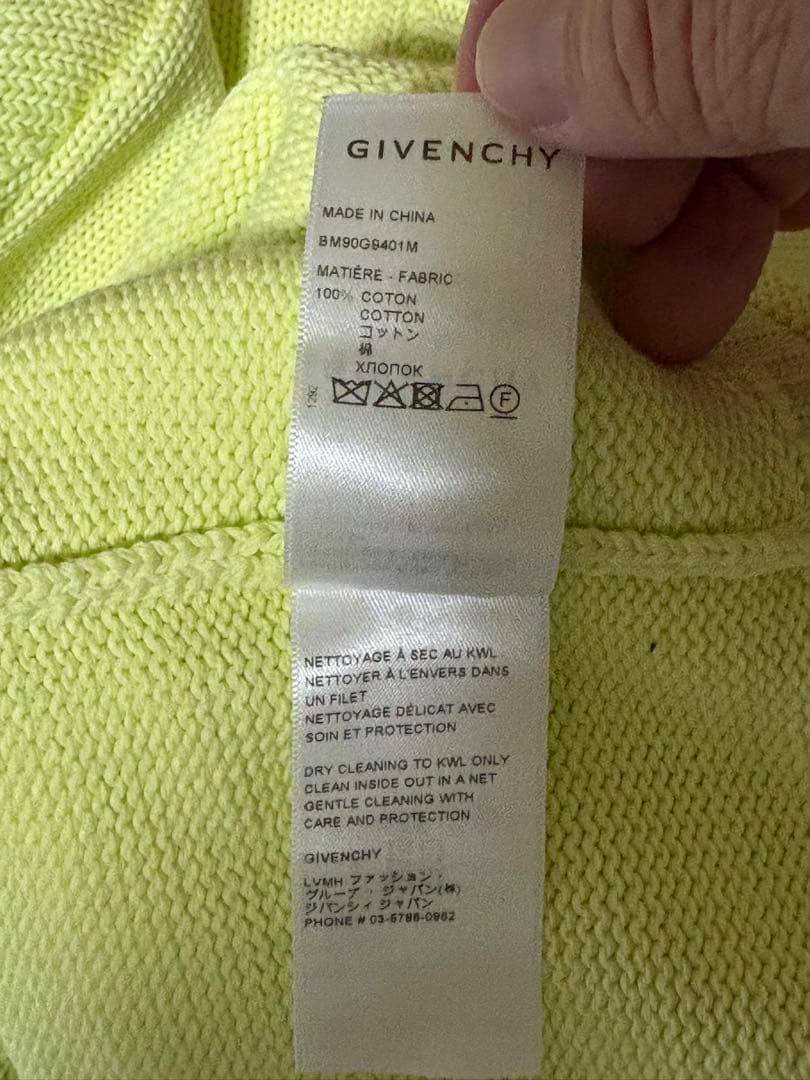 GIVENCHY
MADE IN CHINA
BM90G9401M
MATIÈRE - FABRIC
100% COTON
COTTON
コットン
棉
ХЛОПОК
1292
F
NETTOYAGE À SEC AU KWL
NETTOYER À L'ENVERS DANS
UN FILET
NETTOYAGE DÉLICAT AVEC
SOIN ET PROTECTION
DRY CLEANING TO KWL ONLY
CLEAN INSIDE OUT IN A NET
GENTLE CLEANING WITH
CARE AND PROTECTION
GIVENCHY
LVMH ファッション・
グループ・ジャパン(株)
ジバンシィ ジャパン
PHONE # 03-5786-0962